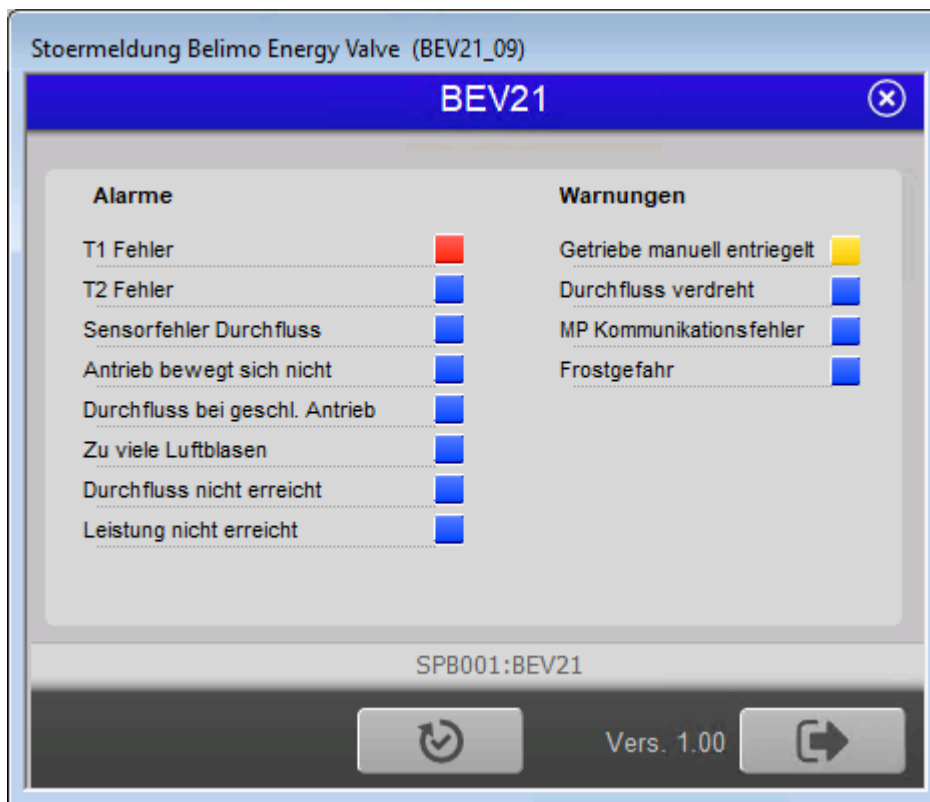 Stoermeldung Belimo Energy Valve (BEV21_09)
BEV21
Alarme
T1 Fehler
T2 Fehler
Sensorfehler Durchfluss
Antrieb bewegt sich nicht
Durchfluss bei geschl. Antrieb
Zu viele Luftblasen
Durchfluss nicht erreicht
Leistung nicht erreicht
Warnungen
Getriebe manuell entriegelt
Durchfluss verdreht
MP Kommunikationsfehler
Frostgefahr
SPB001:BEV21
Vers. 1.00